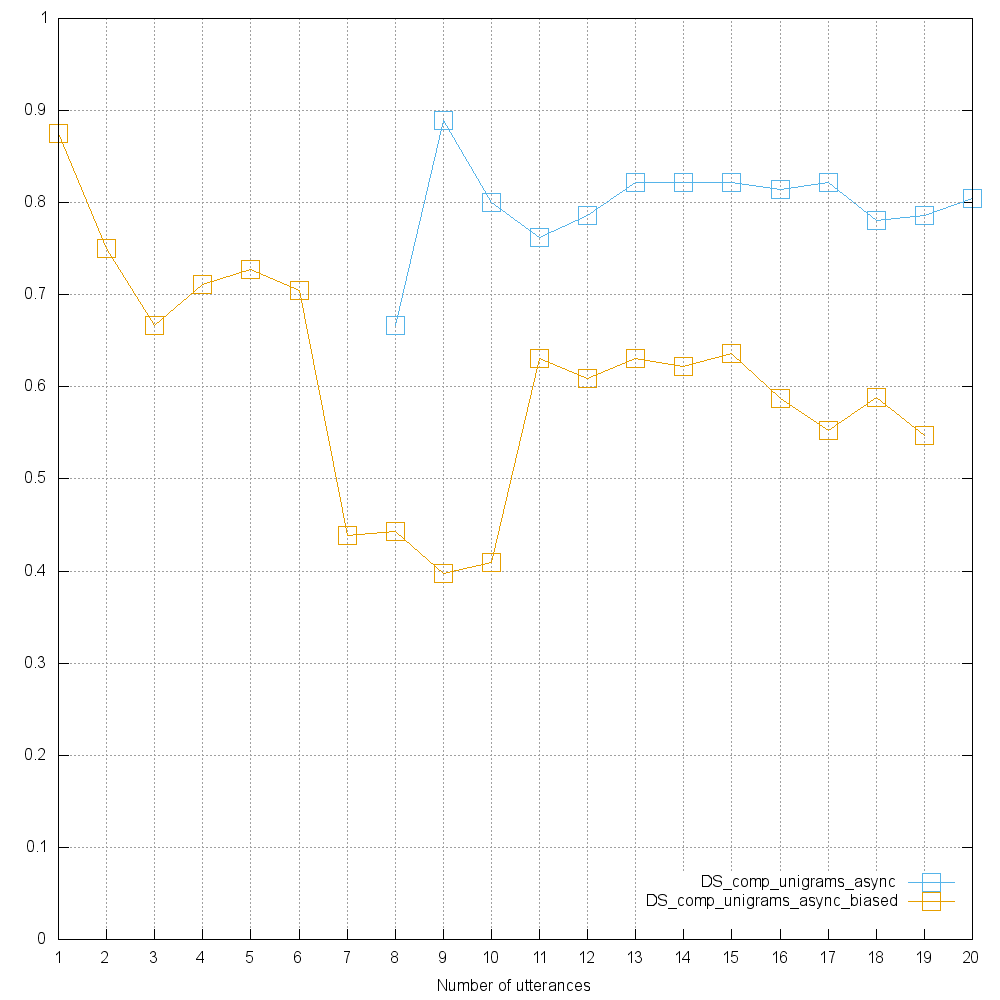 1
0.9
0.8
0.7
0.6
0.5
0.4
0.3
0.2
0.1
0
DS_comp_unigrams_async
DS_comp_unigrams_async_biased
1 2 3 4 5 6 7 8 9 10 11 12 13 14 15 16 17 18 19 20
Number of utterances